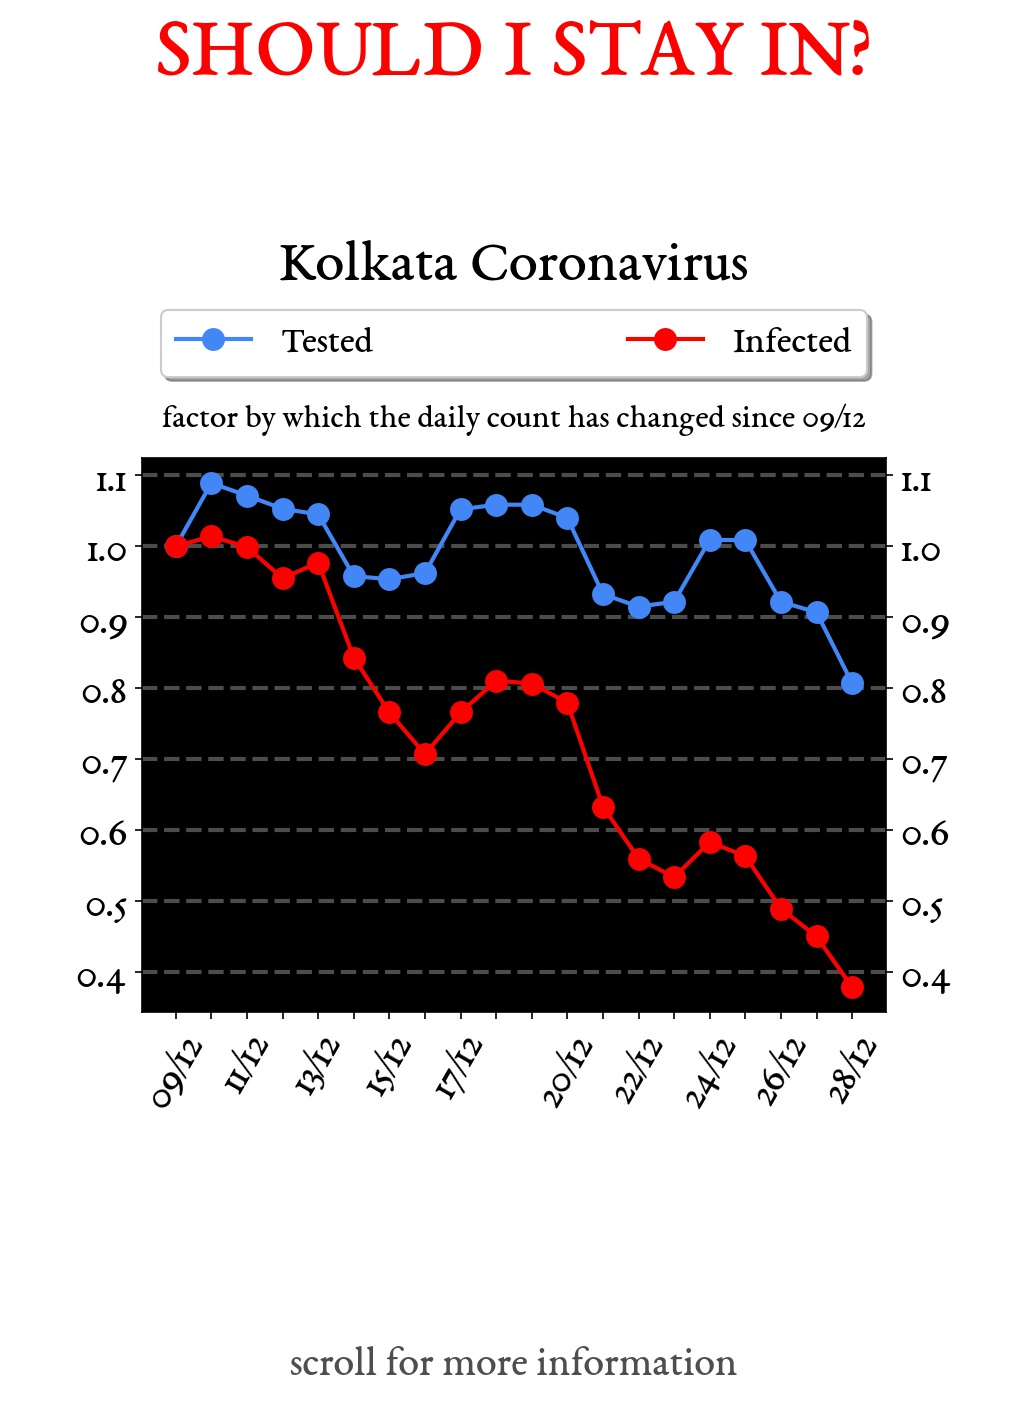 SHOULD I STAY IN?
Kolkata Coronavirus
Tested Infected
factor by which the daily count has changed since 09/12
1.1 1.1
1.0 1.0
0.9 0.9
0.8 0.8
0.7 0.7
0.6 0.6
0.5 0.5
0.4 0.4
09/12 11/12 13/12 15/12 17/12 20/12 22/12 24/12 26/12 28/12
scroll for more information